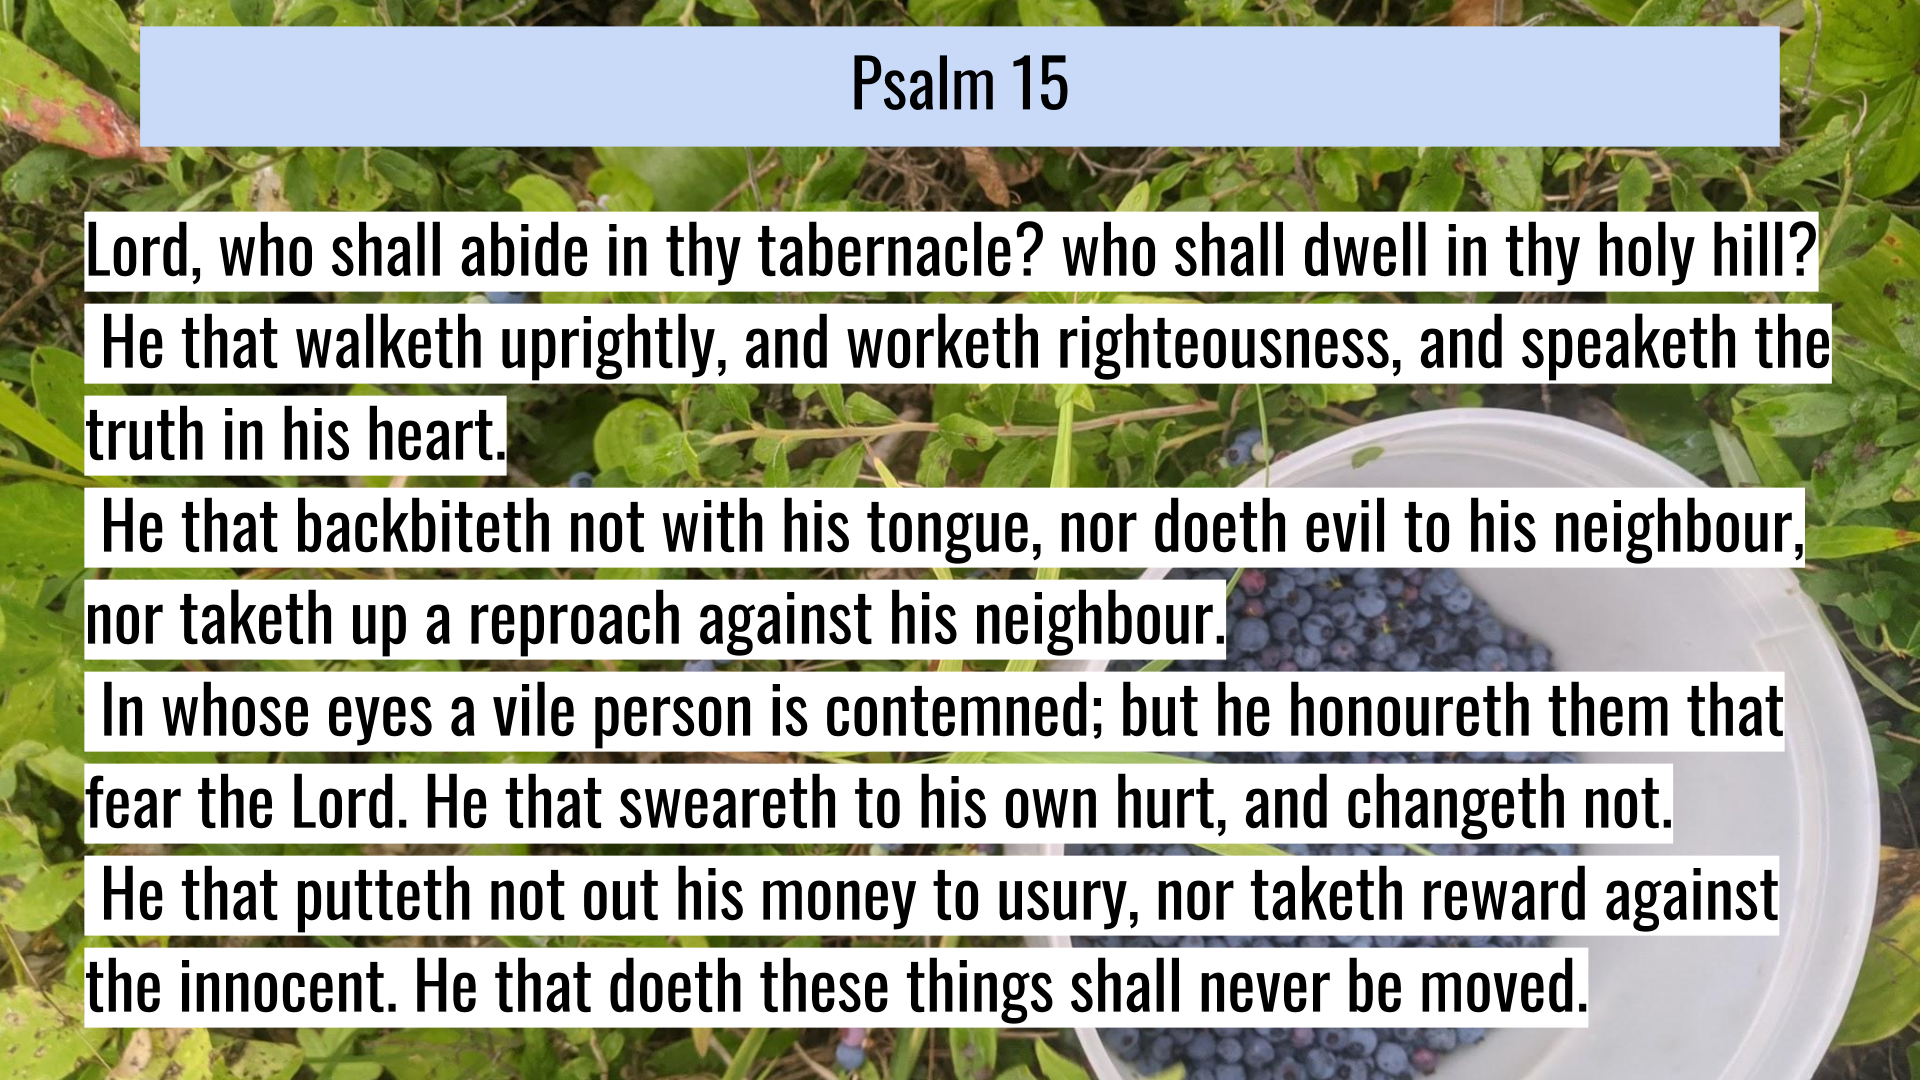 Psalm 15
Lord, who shall abide in thy tabernacle? who shall dwell in thy holy hill?
He that walketh uprightly, and worketh righteousness, and speaketh the
truth in his heart.
He that backbiteth not with his tongue, nor doeth evil to his neighbour,
nor taketh up a reproach against his neighbour.
In whose eyes a vile person is contemned; but he honoureth them that
fear the Lord. He that sweareth to his own hurt, and changeth not.
He that putteth not out his money to usury, nor taketh reward against
the innocent. He that doeth these things shall never be moved.